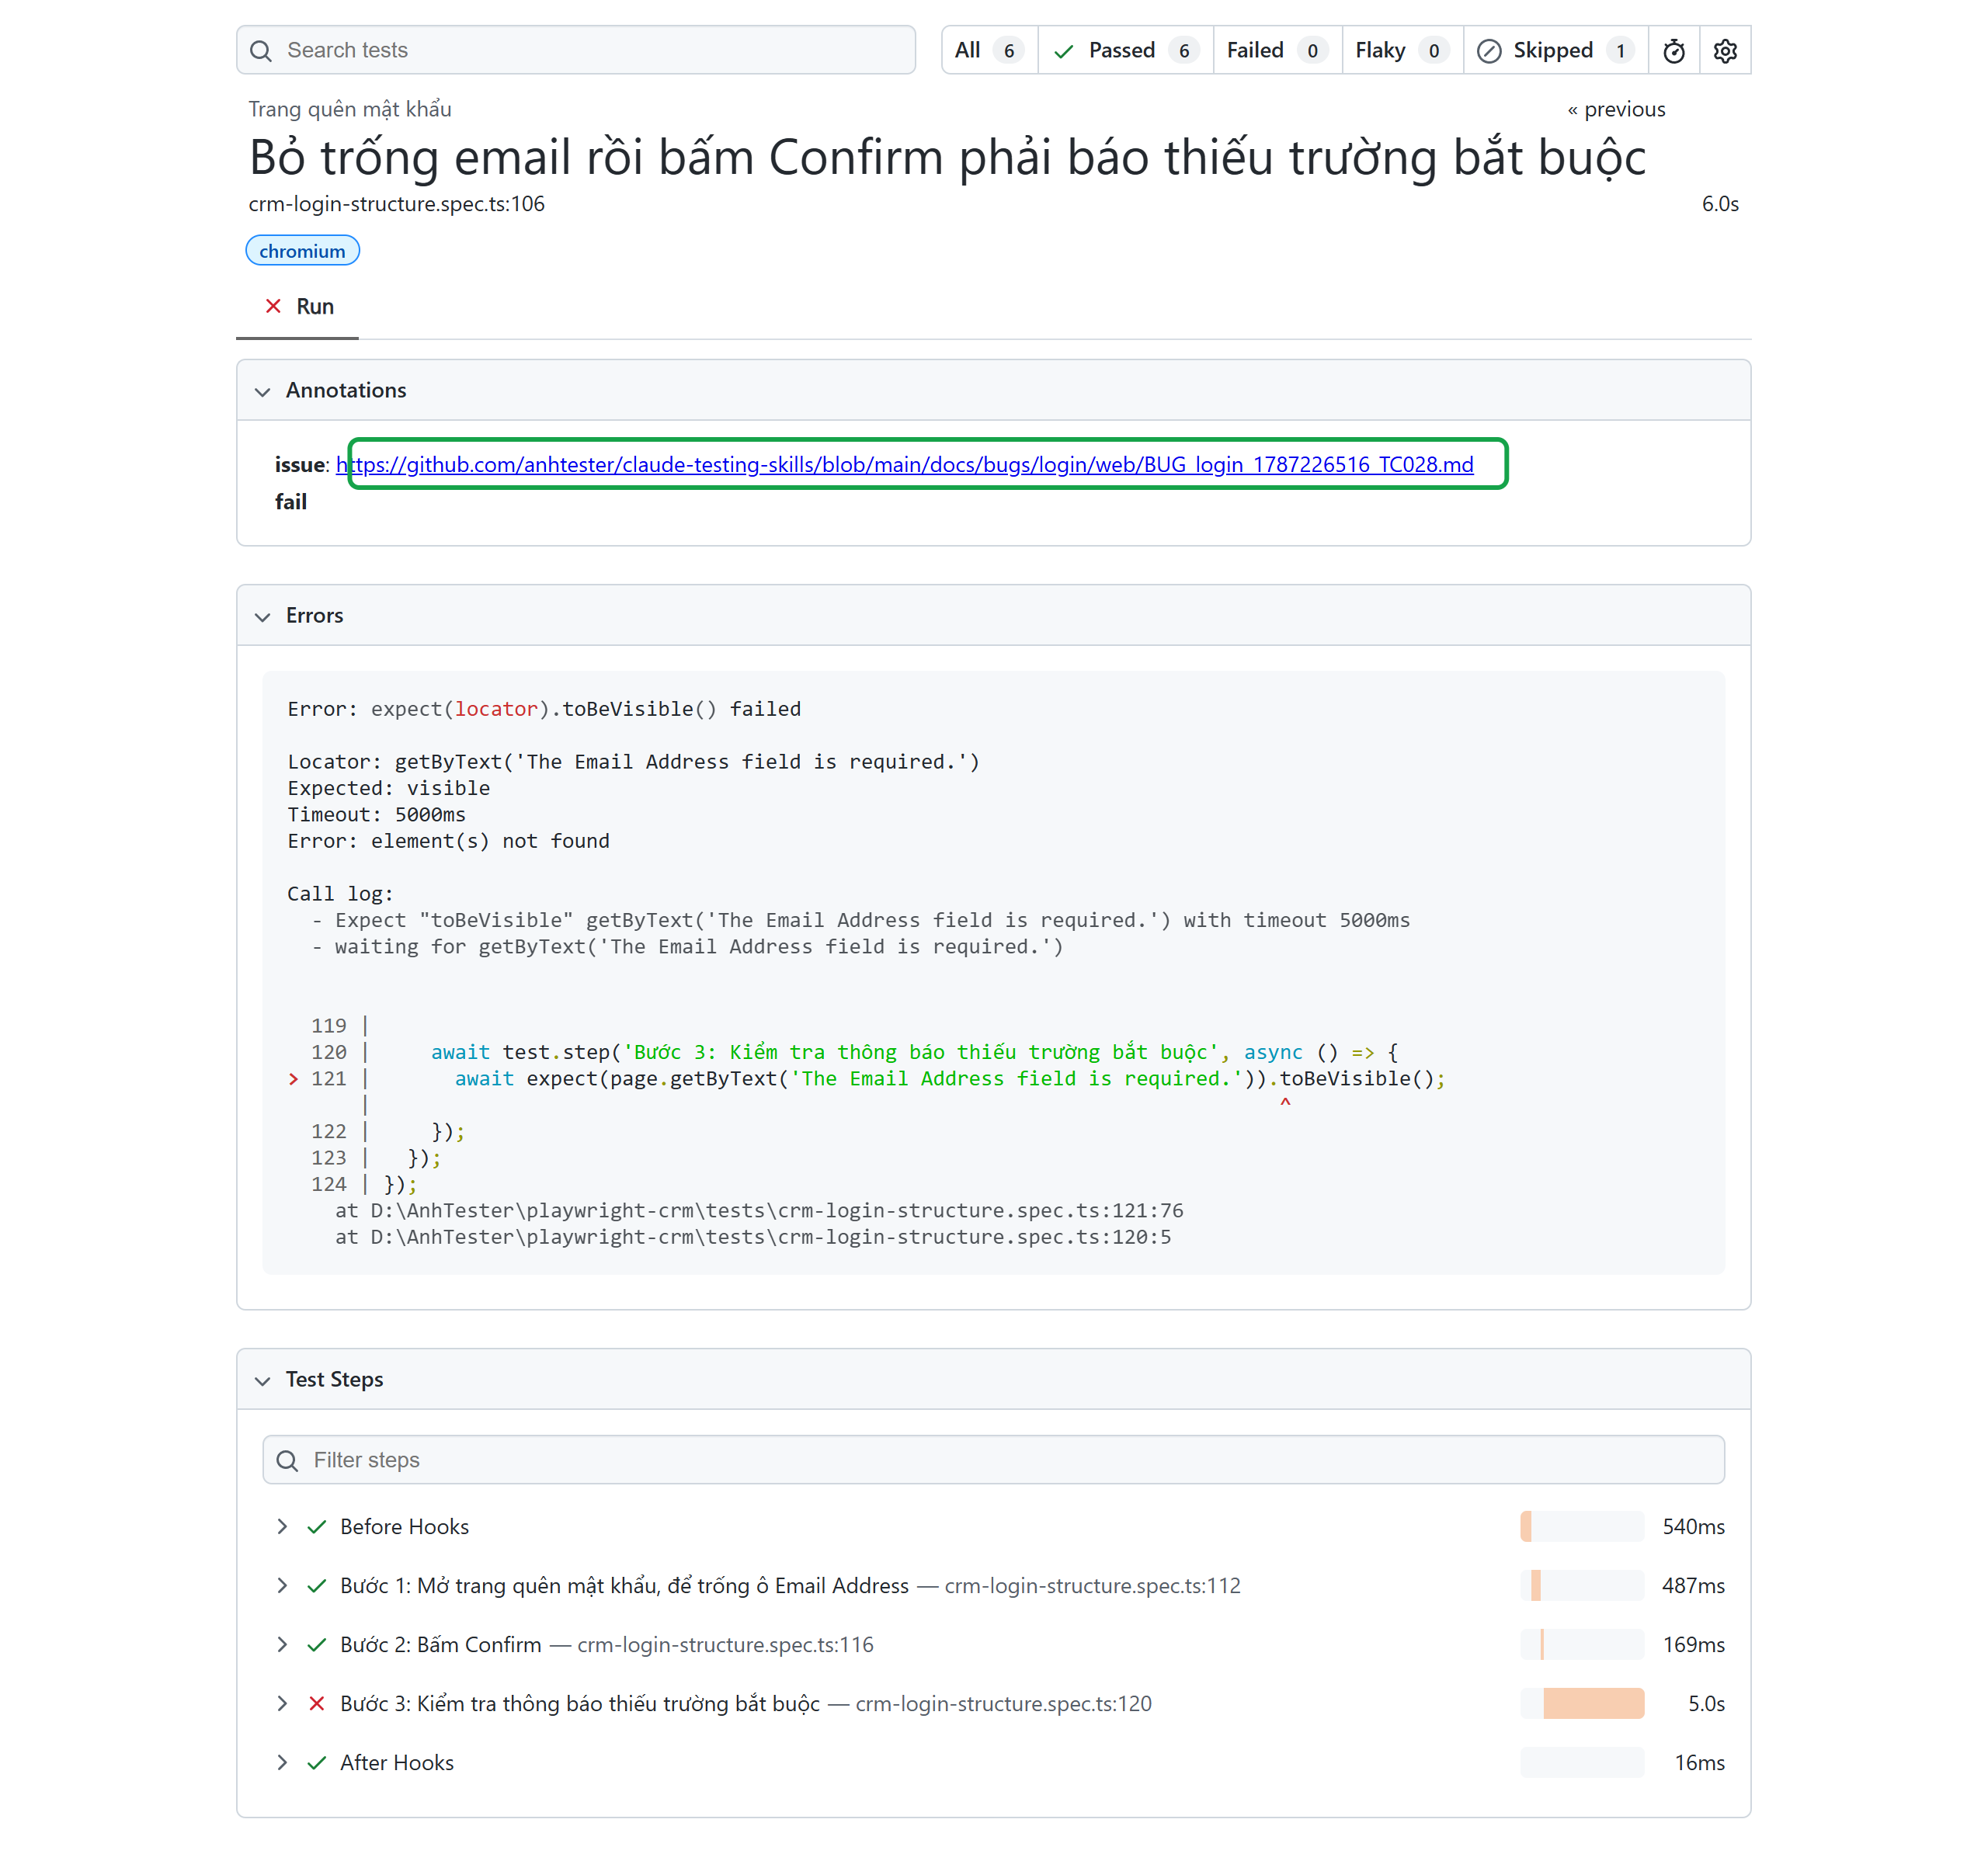 Search tests
All 6 Passed 6 Failed 0 Flaky 0 Skipped 1
Trang quên mật khẩu « previous
Bỏ trống email rồi bấm Confirm phải báo thiếu trường bắt buộc
crm-login-structure.spec.ts:106 6.0s
chromium
Run
Annotations
issue: https://github.com/anhtester/claude-testing-skills/blob/main/docs/bugs/login/web/BUG_login_1787226516_TC028.md
fail
Errors
Error: expect(locator).toBeVisible() failed
Locator: getByText('The Email Address field is required.')
Expected: visible
Timeout: 5000ms
Error: element(s) not found
Call log:
- Expect "toBeVisible" getByText('The Email Address field is required.') with timeout 5000ms
- waiting for getByText('The Email Address field is required.')
119 |
120 | await test.step('Bước 3: Kiểm tra thông báo thiếu trường bắt buộc', async () => {
> 121 | await expect(page.getByText('The Email Address field is required.')).toBeVisible();
| ^
122 | });
123 | });
124 | });
at D:\AnhTester\playwright-crm\tests\crm-login-structure.spec.ts:121:76
at D:\AnhTester\playwright-crm\tests\crm-login-structure.spec.ts:120:5
Test Steps
Filter steps
Before Hooks 540ms
Bước 1: Mở trang quên mật khẩu, để trống ô Email Address — crm-login-structure.spec.ts:112 487ms
Bước 2: Bấm Confirm — crm-login-structure.spec.ts:116 169ms
Bước 3: Kiểm tra thông báo thiếu trường bắt buộc — crm-login-structure.spec.ts:120 5.0s
After Hooks 16ms